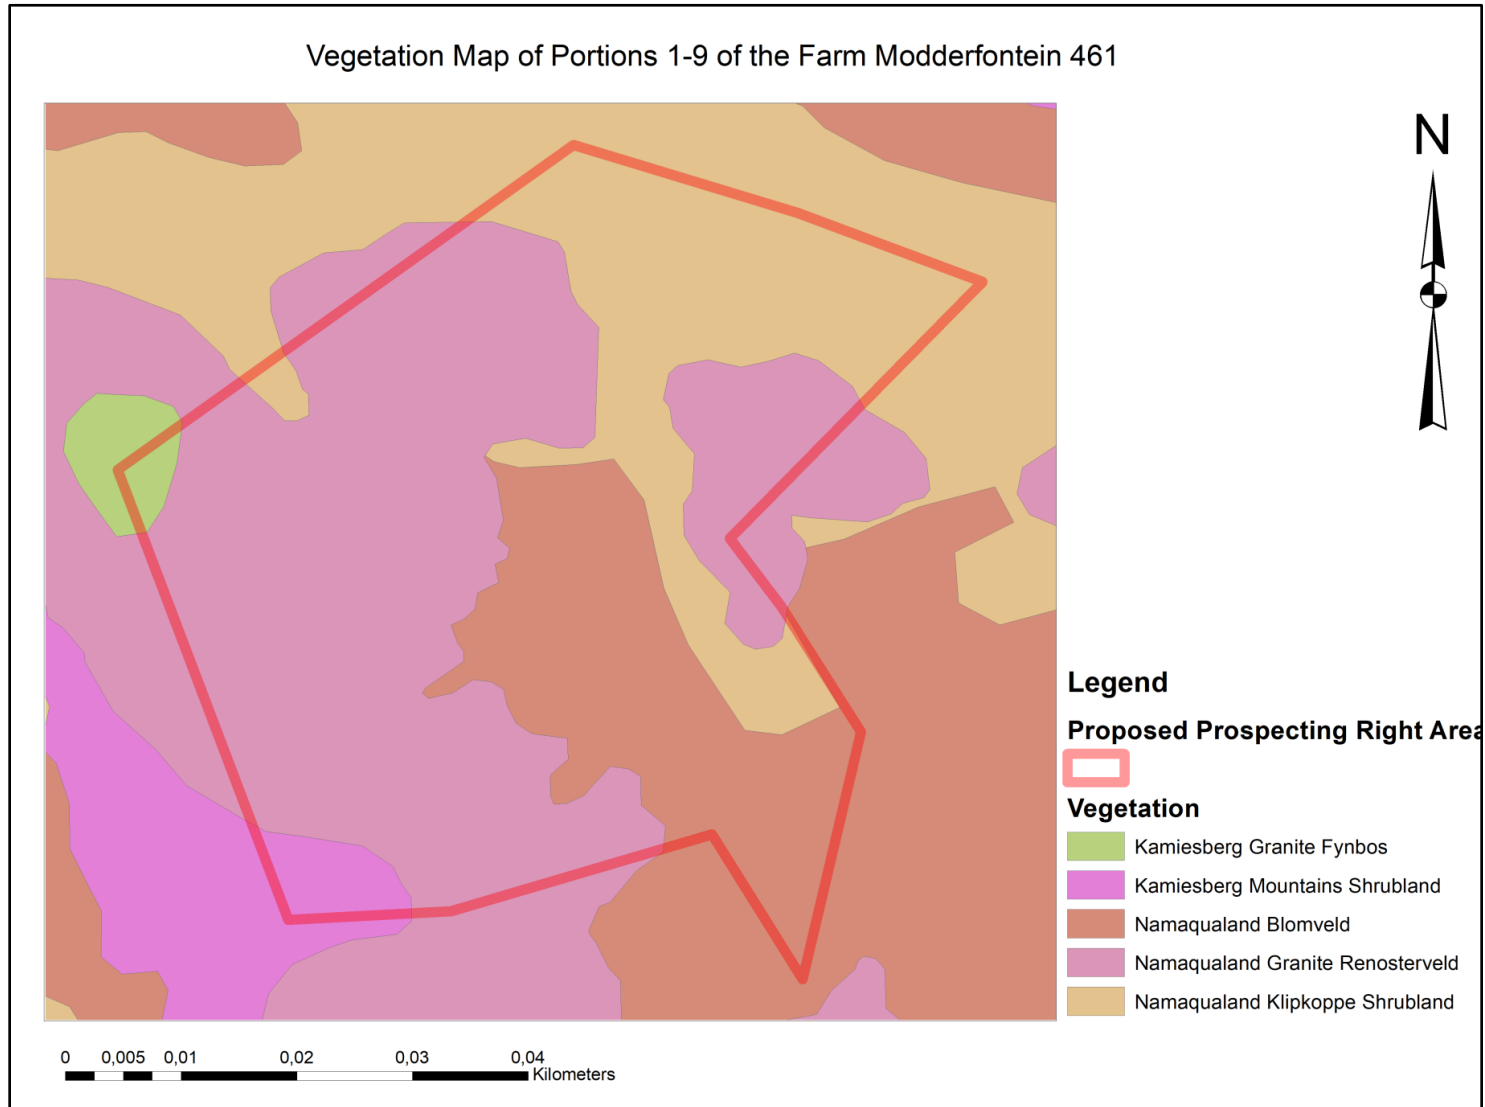 Vegetation Map of Portions 1-9 of the Farm Modderfontein 461
N
Legend
Proposed Prospecting Right Area
Vegetation
Kamiesberg Granite Fynbos
Kamiesberg Mountains Shrubland
Namaqualand Blomveld
Namaqualand Granite Renosterveld
Namaqualand Klipkoppe Shrubland
0 0,005 0,01 0,02 0,03 0,04
Kilometers